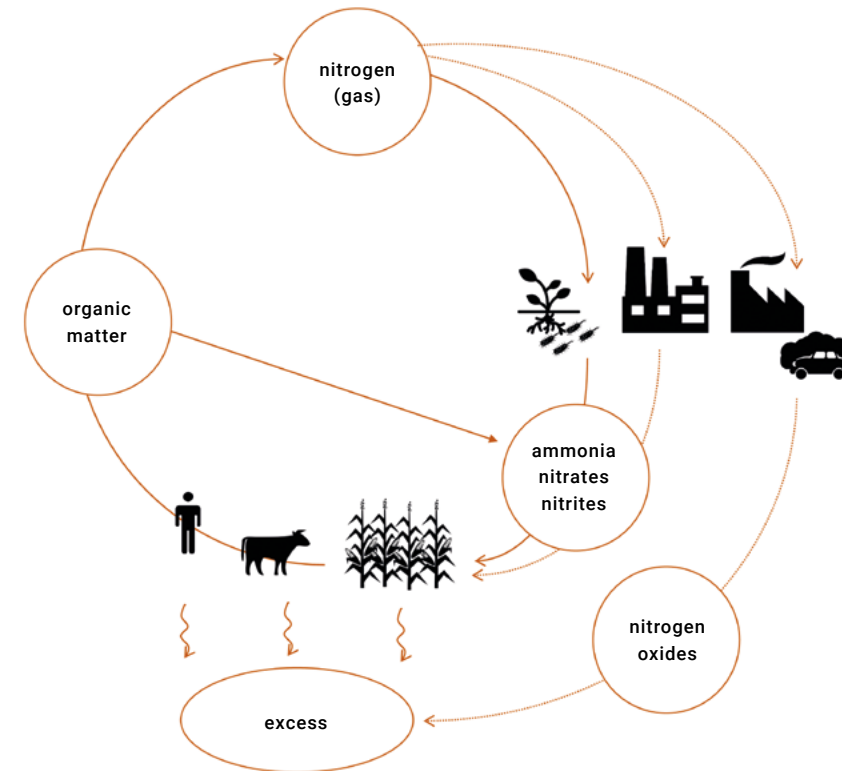 nitrogen
(gas)
organic
matter
ammonia
nitrates
nitrites
nitrogen
oxides
excess